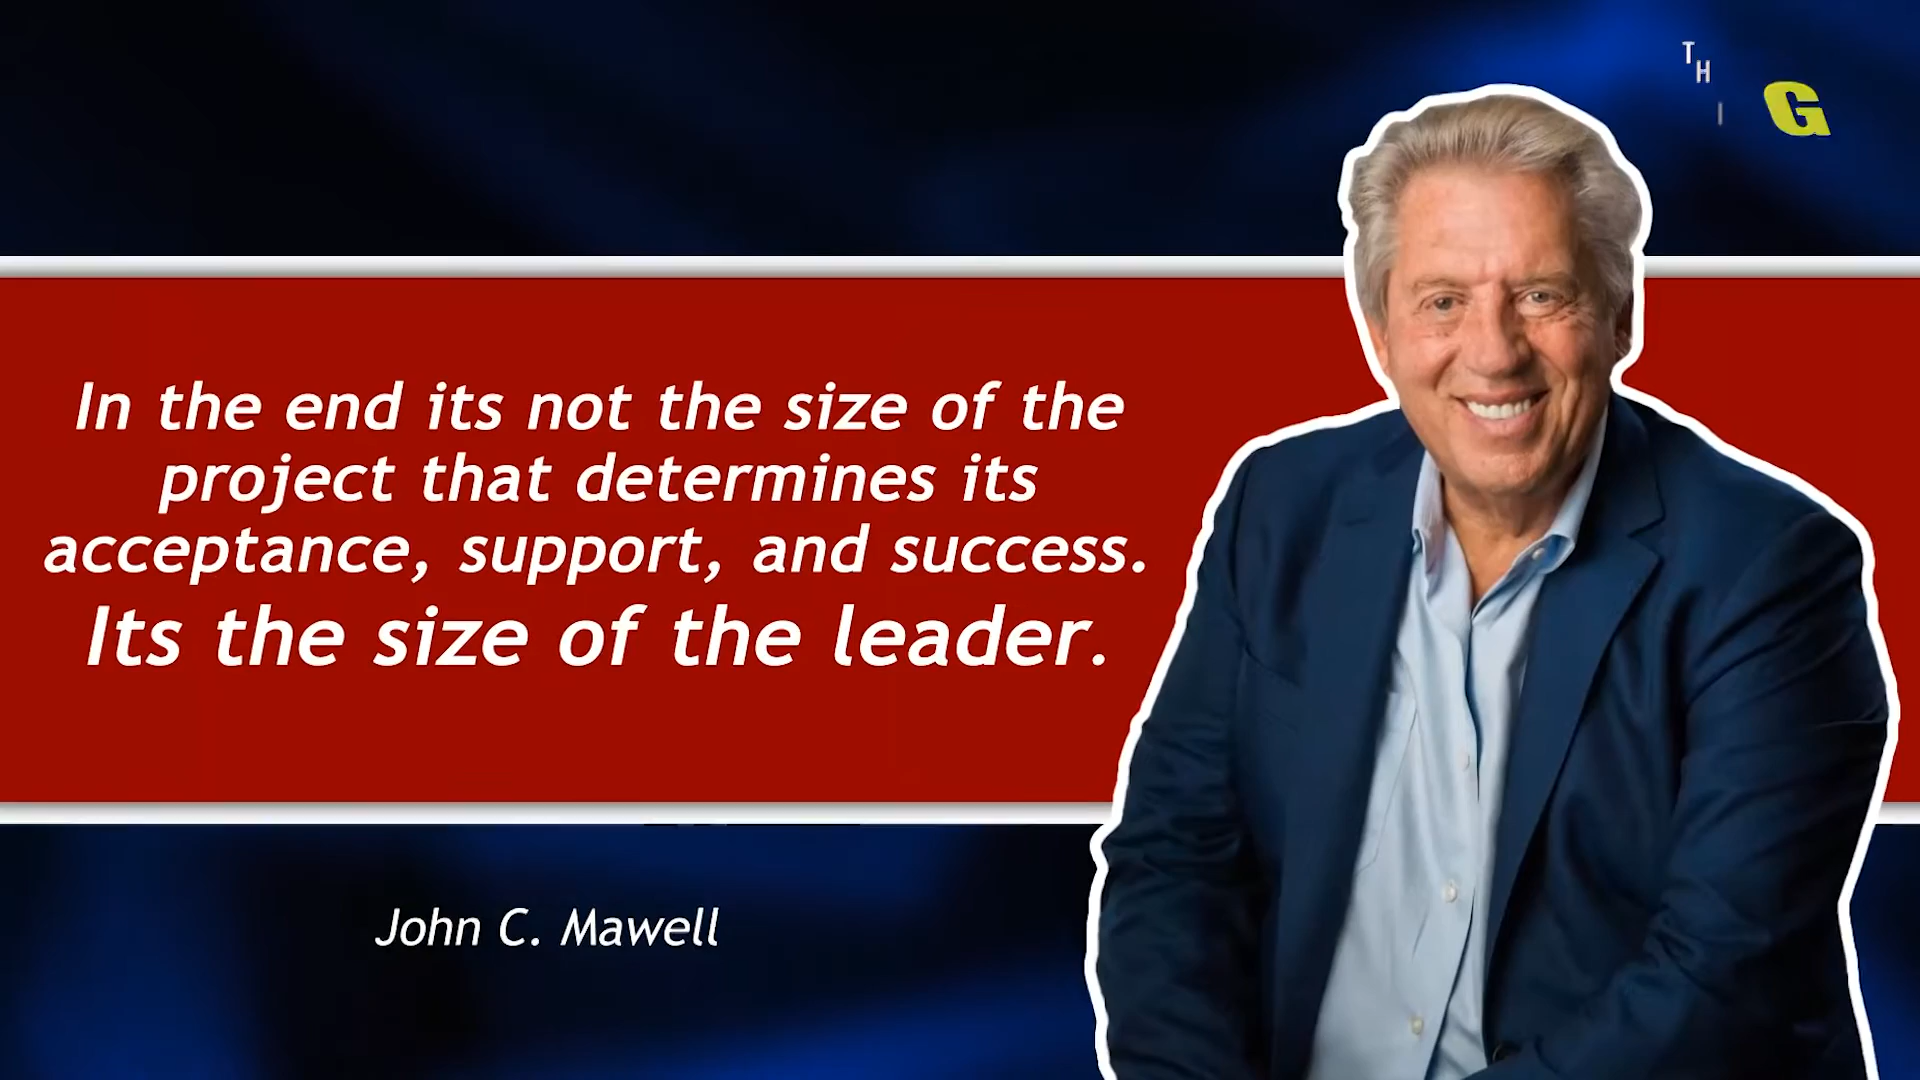 T
H
I
G
In the end its not the size of the
project that determines its
acceptance, support, and success.
Its the size of the leader.
John C. Mawell